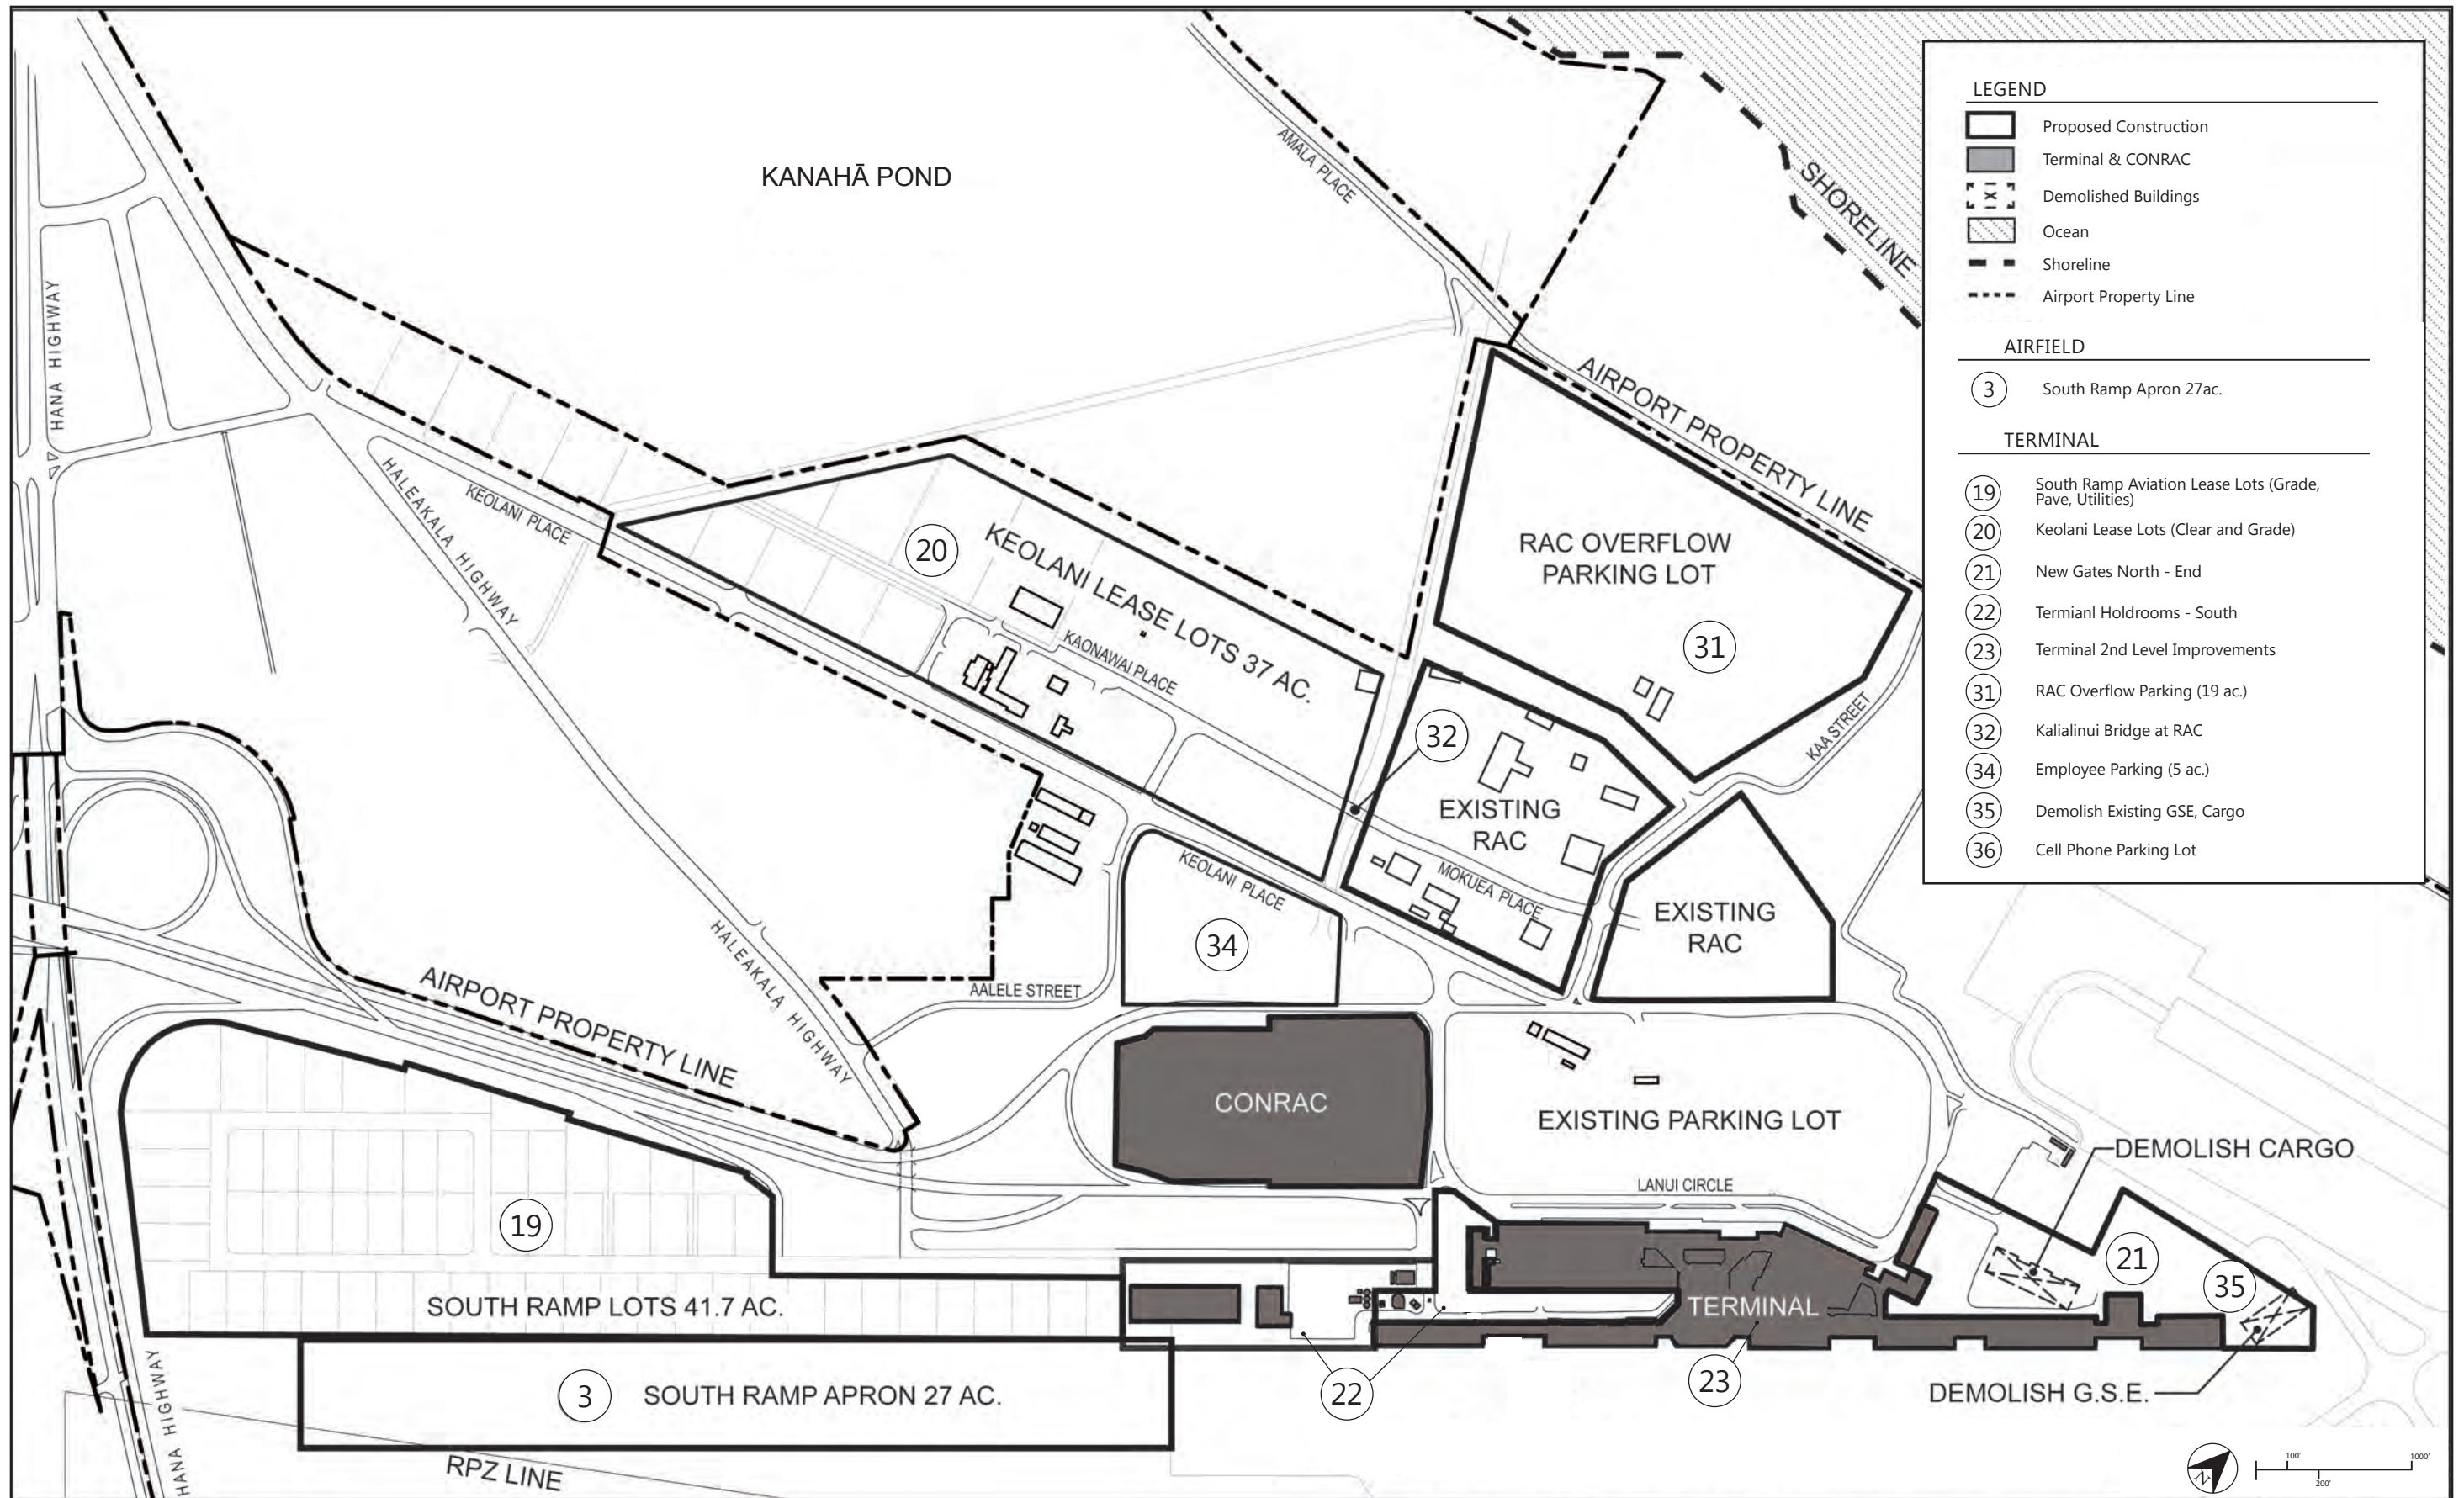 KANAHĀ POND
AMALA PLACE
SHORELINE
HANA HIGHWAY
HALEAKALA HIGHWAY
KEOLANI PLACE
20
KEOLANI LEASE LOTS 37 AC.
KAONAWAI PLACE
AIRPORT PROPERTY LINE
RAC OVERFLOW
PARKING LOT
31
KAA STREET
32
EXISTING
RAC
MOKUEA PLACE
EXISTING
RAC
KEOLANI PLACE
34
AALELE STREET
HALEAKALA HIGHWAY
AIRPORT PROPERTY LINE
CONRAC
EXISTING PARKING LOT
LANUI CIRCLE
DEMOLISH CARGO
19
21
35
SOUTH RAMP LOTS 41.7 AC.
TERMINAL
22
23
DEMOLISH G.S.E.
3
SOUTH RAMP APRON 27 AC.
HANA HIGHWAY
RPZ LINE
N
100'
200'
1000'
LEGEND
Proposed Construction
Terminal & CONRAC
X
Demolished Buildings
Ocean
Shoreline
Airport Property Line
AIRFIELD
3 South Ramp Apron 27ac.
TERMINAL
19 South Ramp Aviation Lease Lots (Grade,
Pave, Utilities)
20 Keolani Lease Lots (Clear and Grade)
21 New Gates North - End
22 Termianl Holdrooms - South
23 Terminal 2nd Level Improvements
31 RAC Overflow Parking (19 ac.)
32 Kalialinui Bridge at RAC
34 Employee Parking (5 ac.)
35 Demolish Existing GSE, Cargo
36 Cell Phone Parking Lot